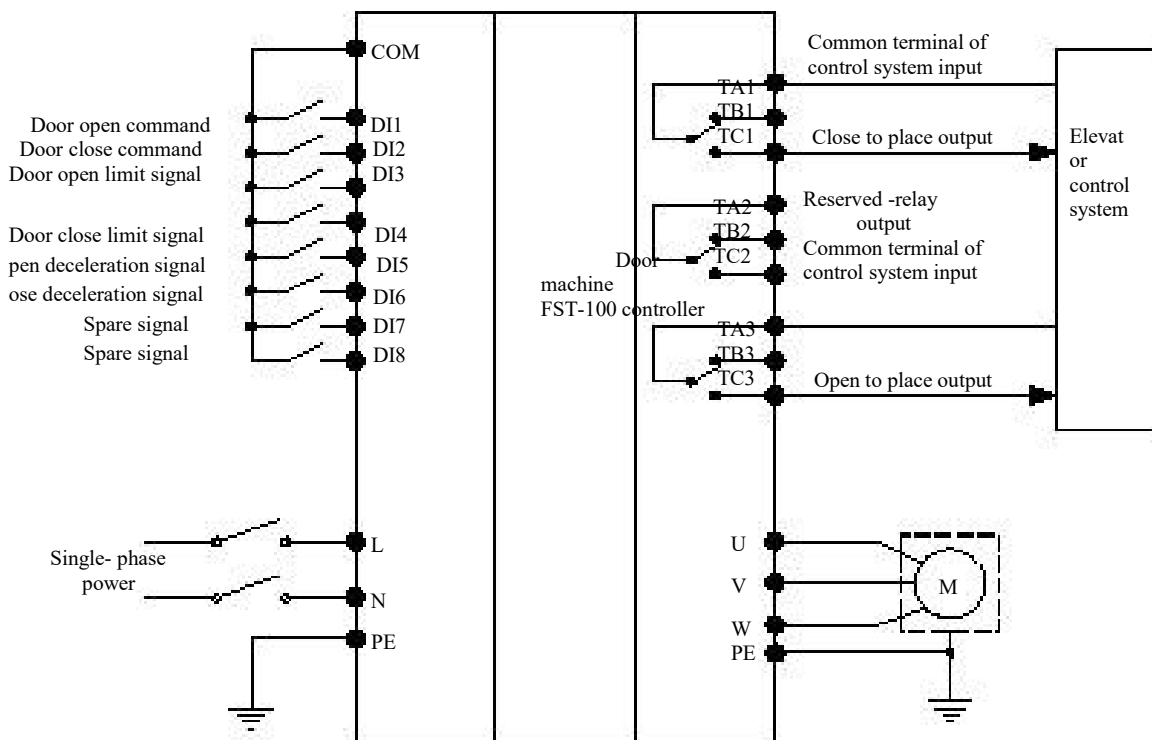 COM
DI1
DI2
DI3
DI4
DI5
DI6
DI7
DI8
Door open command
Door close command
Door open limit signal
Door close limit signal
pen deceleration signal
ose deceleration signal
Spare signal
Spare signal
Single- phase
power
L
N
PE
Door
machine
FST-100 controller
TA1
TB1
TC1
TA2
TB2
TC2
TA3
TB3
TC3
Common terminal of
control system input
Close to place output
Reserved -relay
output
Common terminal of
control system input
Open to place output
Elevat
or
control
system
U
V
W
PE
M